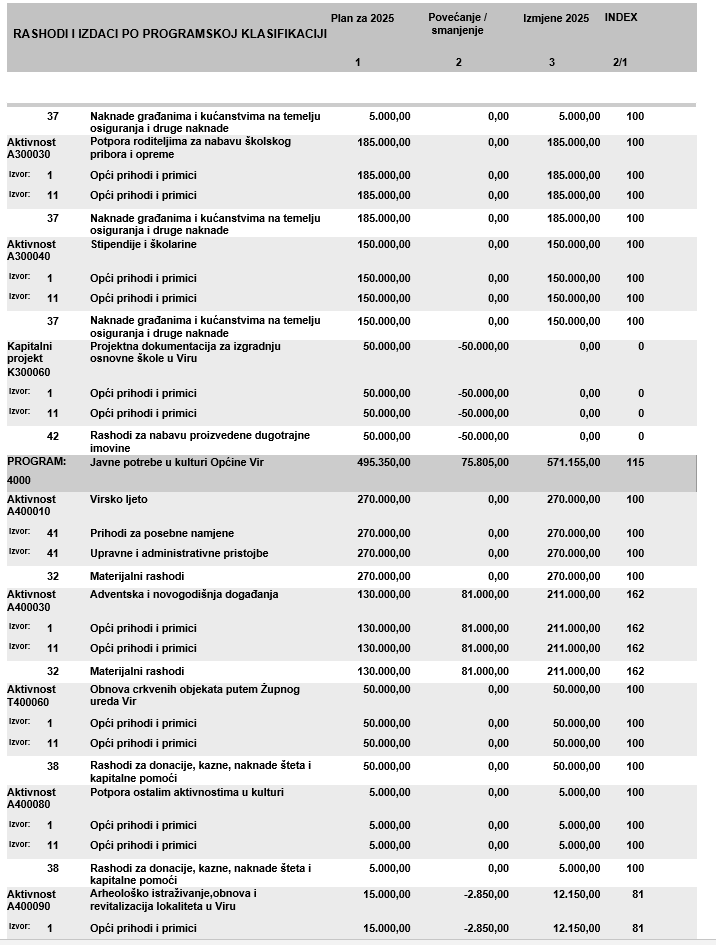 RASHODI I IZDACI PO PROGRAMSKOJ KLASIFIKACIJI Plan za 2025 Povećanje / smanjenje Izmjene 2025 INDEX
1 2 3 2/1
37 Naknade građanima i kućanstvima na temelju 5.000,00 0,00 5.000,00 100
osiguranja i druge naknade
Aktivnost Potpora roditeljima za nabavu školskog 185.000,00 0,00 185.000,00 100
A300030 pribora i opreme
Izvor: 1 Opći prihodi i primici 185.000,00 0,00 185.000,00 100
Izvor: 11 Opći prihodi i primici 185.000,00 0,00 185.000,00 100
37 Naknade građanima i kućanstvima na temelju 185.000,00 0,00 185.000,00 100
osiguranja i druge naknade
Aktivnost Stipendije i školarine 150.000,00 0,00 150.000,00 100
A300040
Izvor: 1 Opći prihodi i primici 150.000,00 0,00 150.000,00 100
Izvor: 11 Opći prihodi i primici 150.000,00 0,00 150.000,00 100
37 Naknade građanima i kućanstvima na temelju 150.000,00 0,00 150.000,00 100
osiguranja i druge naknade
Kapitalni Projektna dokumentacija za izgradnju 50.000,00 -50.000,00 0,00 0
projekt osnovne škole u Viru
K300060
Izvor: 1 Opći prihodi i primici 50.000,00 -50.000,00 0,00 0
Izvor: 11 Opći prihodi i primici 50.000,00 -50.000,00 0,00 0
42 Rashodi za nabavu proizvedene dugotrajne 50.000,00 -50.000,00 0,00 0
imovine
PROGRAM: Javne potrebe u kulturi Općine Vir 495.350,00 75.805,00 571.155,00 115
4000
Aktivnost Virsko ljeto 270.000,00 0,00 270.000,00 100
A400010
Izvor: 41 Prihodi za posebne namjene 270.000,00 0,00 270.000,00 100
Izvor: 41 Upravne i administrativne pristojbe 270.000,00 0,00 270.000,00 100
32 Materijalni rashodi 270.000,00 0,00 270.000,00 100
Aktivnost Adventska i novogodišnja događanja 130.000,00 81.000,00 211.000,00 162
A400030
Izvor: 1 Opći prihodi i primici 130.000,00 81.000,00 211.000,00 162
Izvor: 11 Opći prihodi i primici 130.000,00 81.000,00 211.000,00 162
32 Materijalni rashodi 130.000,00 81.000,00 211.000,00 162
Aktivnost Obnova crkvenih objekata putem Župnog 50.000,00 0,00 50.000,00 100
T400060 ureda Vir
Izvor: 1 Opći prihodi i primici 50.000,00 0,00 50.000,00 100
Izvor: 11 Opći prihodi i primici 50.000,00 0,00 50.000,00 100
38 Rashodi za donacije, kazne, naknade šteta i 50.000,00 0,00 50.000,00 100
kapitalne pomoći
Aktivnost Potpora ostalim aktivnostima u kulturi 5.000,00 0,00 5.000,00 100
A400080
Izvor: 1 Opći prihodi i primici 5.000,00 0,00 5.000,00 100
Izvor: 11 Opći prihodi i primici 5.000,00 0,00 5.000,00 100
38 Rashodi za donacije, kazne, naknade šteta i 5.000,00 0,00 5.000,00 100
kapitalne pomoći
Aktivnost Arheološko istraživanje,obnova i 15.000,00 -2.850,00 12.150,00 81
A400090 revitalizacija lokaliteta u Viru
Izvor: 1 Opći prihodi i primici 15.000,00 -2.850,00 12.150,00 81